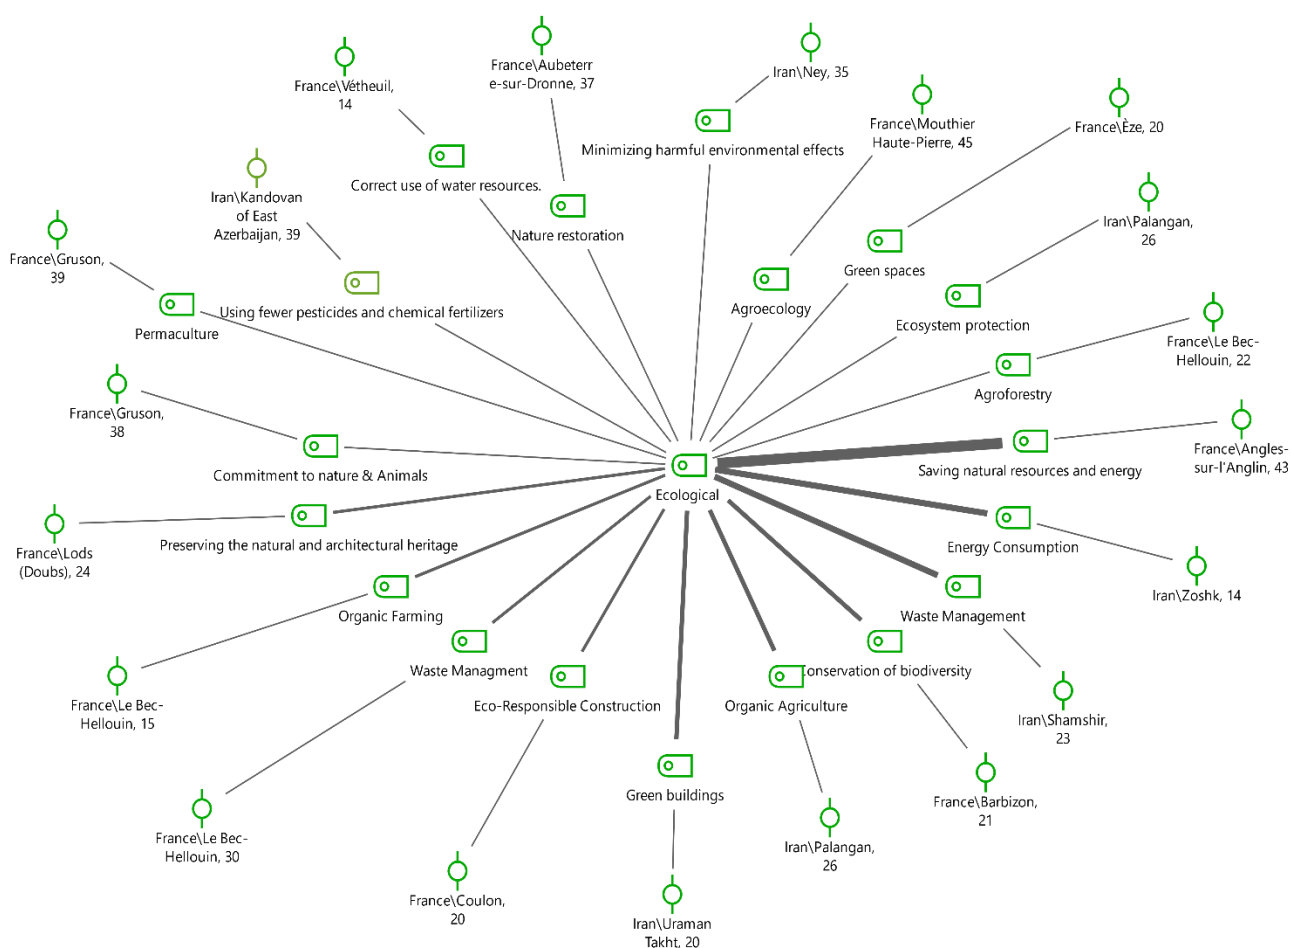 France\Aubeterr
e-sur-Dronne, 37
Iran\Ney, 35
France\Vétheuil,
14
France\Mouthier
Haute-Pierre, 45
France\Èze, 20
Minimizing harmful environmental effects
Correct use of water resources.
Iran\Kandovan
of East
Azerbaijan, 39
Iran\Palangan,
26
Nature restoration
France\Gruson,
39
Green spaces
Using fewer pesticides and chemical fertilizers
Agroecology
Ecosystem protection
Permaculture
France\Le Bec-
Hellouin, 22
Agroforestry
France\Gruson,
38
Commitment to nature & Animals
Saving natural resources and energy
France\Angles-
sur-l'Anglin, 43
Ecological
Preserving the natural and architectural heritage
Energy Consumption
France\Lods
(Doubs), 24
Iran\Zoshk, 14
Organic Farming
Waste Management
Waste Managment
Conservation of biodiversity
Eco-Responsible Construction
Organic Agriculture
France\Le Bec-
Hellouin, 15
Iran\Shamshir,
23
Green buildings
France\Barbizon,
21
France\Le Bec-
Hellouin, 30
Iran\Palangan,
26
France\Coulon,
20
Iran\Uraman
Takht, 20